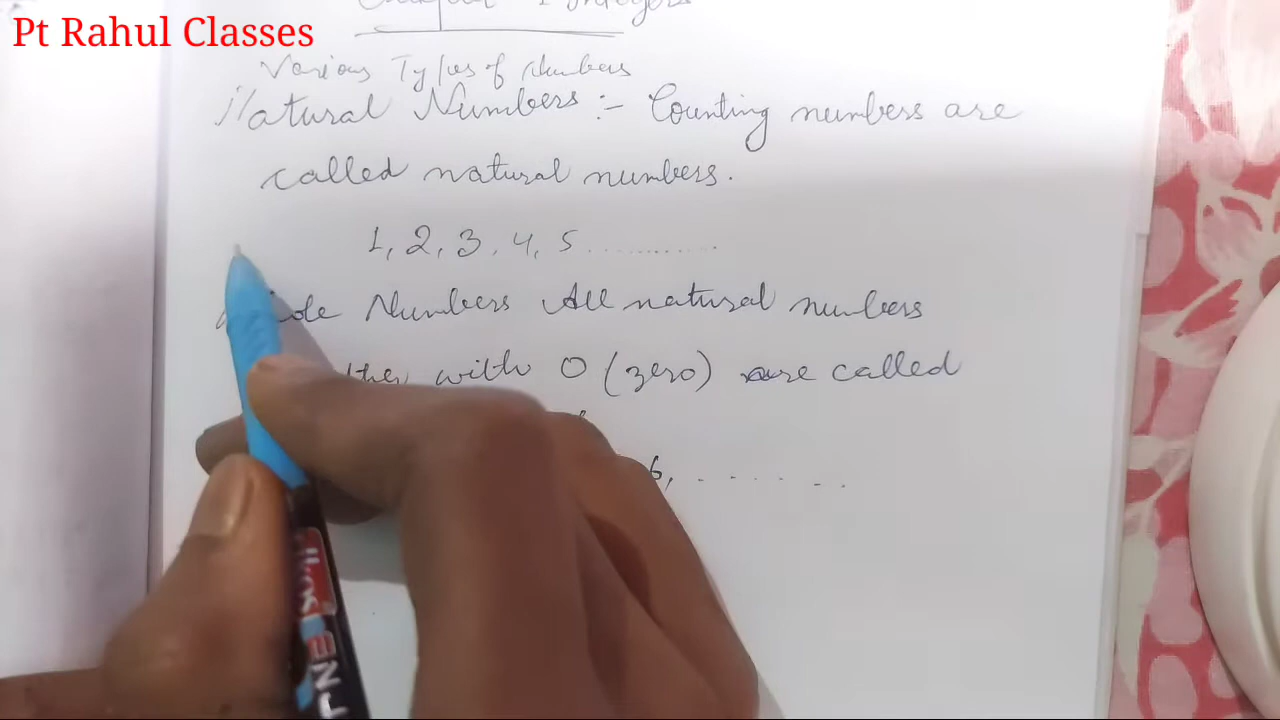 Pt Rahul Classes
Various Types of Numbers
Natural Numbers :- Counting numbers are
called natural numbers.
1, 2, 3, 4, 5 ............
Numbers All natural numbers
with 0 (zero) are called
6, . . . . . . .